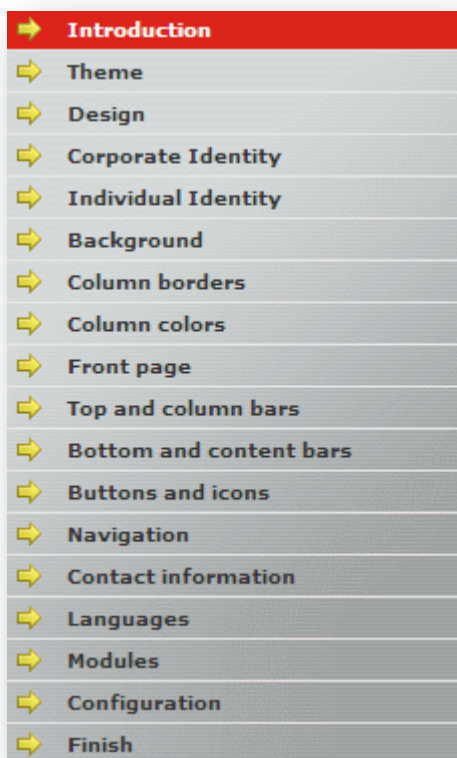 Introduction
Theme
Design
Corporate Identity
Individual Identity
Background
Column borders
Column colors
Front page
Top and column bars
Bottom and content bars
Buttons and icons
Navigation
Contact information
Languages
Modules
Configuration
Finish